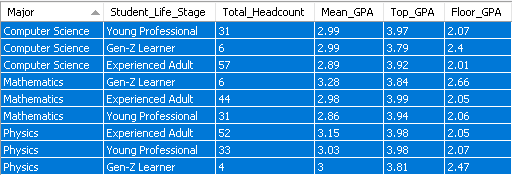 Major Student_Life_Stage Total_Headcount Mean_GPA Top_GPA Floor_GPA
Computer Science Young Professional 31 2.99 3.97 2.07
Computer Science Gen-Z Learner 6 2.99 3.79 2.4
Computer Science Experienced Adult 57 2.89 3.92 2.01
Mathematics Gen-Z Learner 6 3.28 3.84 2.66
Mathematics Experienced Adult 44 2.98 3.99 2.05
Mathematics Young Professional 31 2.86 3.94 2.06
Physics Experienced Adult 52 3.15 3.98 2.05
Physics Young Professional 33 3.03 3.98 2.07
Physics Gen-Z Learner 4 3 3.81 2.47